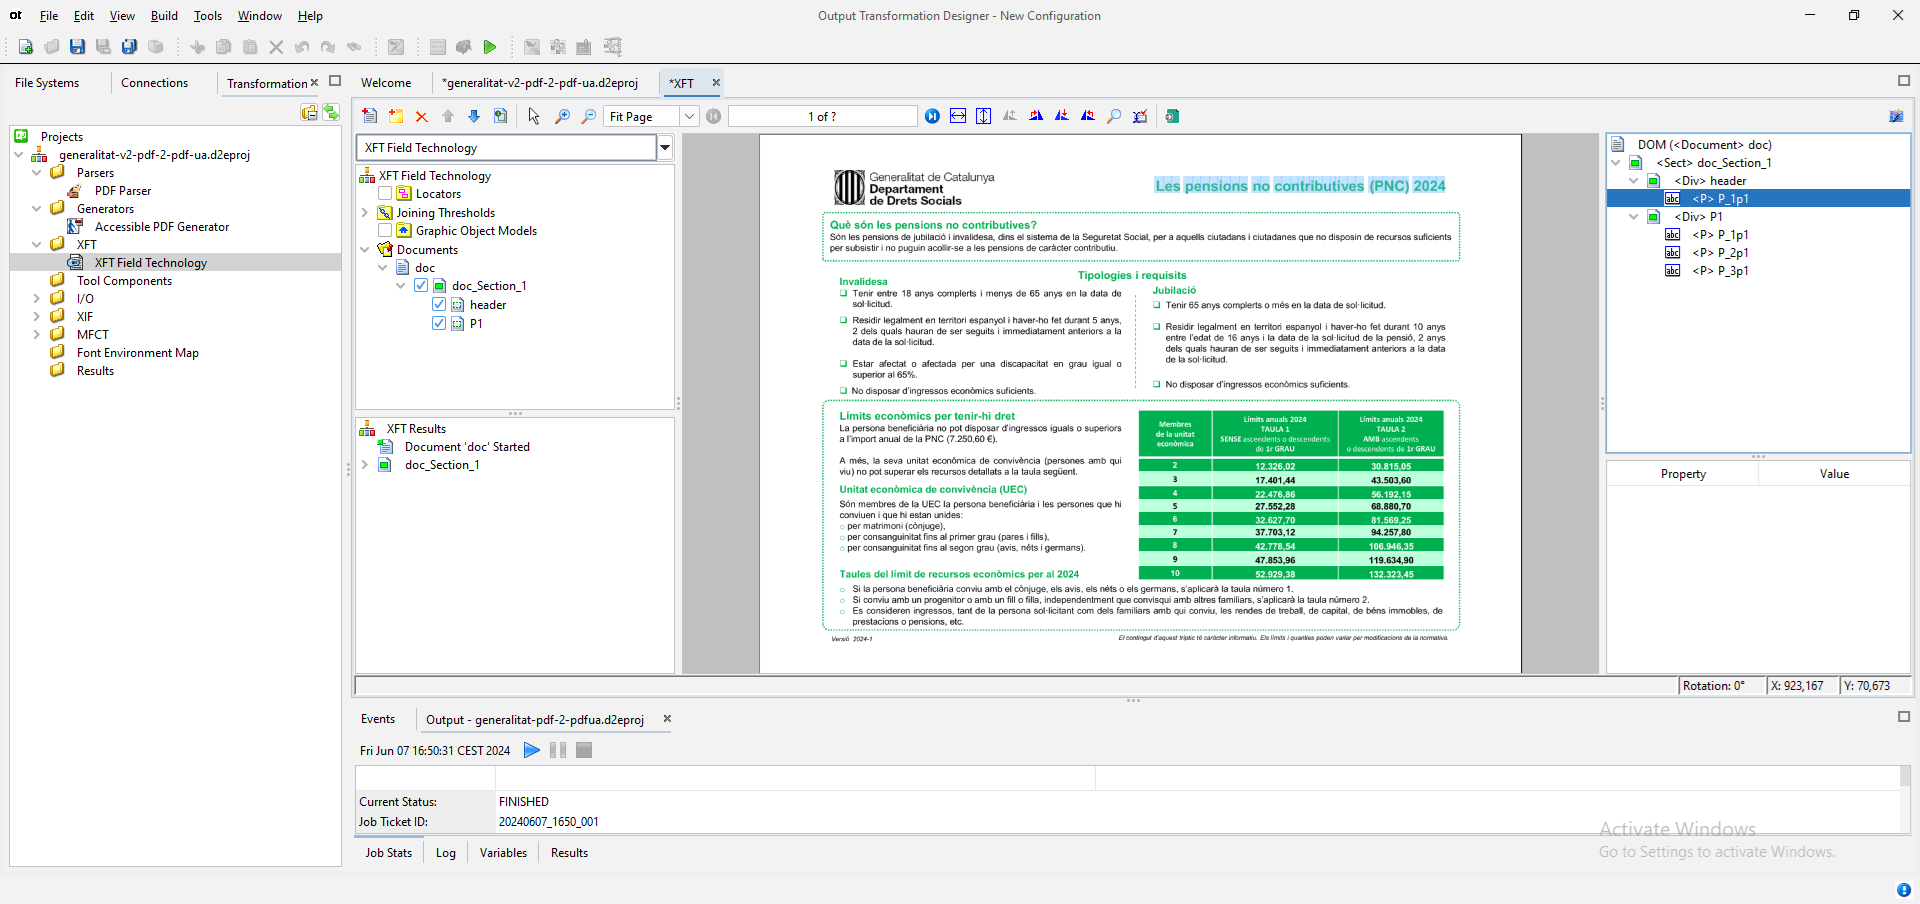 ot File Edit View Build Tools Window Help
Output Transformation Designer - New Configuration
File Systems Connections Transformation
Welcome *generalitat-v2-pdf-2-pdf-ua.d2eproj *XFT
Projects
generalitat-v2-pdf-2-pdf-ua.d2eproj
Parsers
PDF Parser
Generators
Accessible PDF Generator
XFT
XFT Field Technology
Tool Components
I/O
XIF
MFCT
Font Environment Map
Results
Fit Page
1 of ?
XFT Field Technology
XFT Field Technology
Locators
Joining Thresholds
Graphic Object Models
Documents
doc
doc_Section_1
header
P1
XFT Results
Document 'doc' Started
doc_Section_1
Generalitat de Catalunya
Departament
de Drets Socials
Les pensions no contributives (PNC) 2024
Què són les pensions no contributives?
Són les pensions de jubilació i invalidesa, dins el sistema de la Seguretat Social, per a aquells ciutadans i ciutadanes que no disposin de recursos suficients
per subsistir i no puguin acollir-se a les pensions de caràcter contributiu.
Tipologies i requisits
Invalidesa
Tenir entre 18 anys complerts i menys de 65 anys en la data de
sol·licitud.
Residir legalment en territori espanyol i haver-ho fet durant 5 anys,
2 dels quals hauran de ser seguits i immediatament anteriors a la
data de la sol·licitud.
Estar afectat o afectada per una discapacitat en grau igual o
superior al 65%.
No disposar d'ingressos econòmics suficients.
Jubilació
Tenir 65 anys complerts o més en la data de sol·licitud.
Residir legalment en territori espanyol i haver-ho fet durant 10 anys
entre l'edat de 16 anys i la data de la sol·licitud de la pensió, 2 anys
dels quals hauran de ser seguits i immediatament anteriors a la data
de la sol·licitud.
No disposar d'ingressos econòmics suficients.
Límits econòmics per tenir-hi dret
La persona beneficiària no pot disposar d'ingressos iguals o superiors
a l'import anual de la PNC (7.250,60 €).
A més, la seva unitat econòmica de convivència (persones amb qui
viu) no pot superar els recursos detallats a la taula següent.
Unitat econòmica de convivència (UEC)
Són membres de la UEC la persona beneficiària i les persones que hi
conviuen i que hi estan unides:
per matrimoni (cònjuge),
per consanguinitat fins al primer grau (pares i fills),
per consanguinitat fins al segon grau (avis, néts i germans).
Membres
de la unitat
econòmica
Límits anuals 2024
TAULA 1
SENSE ascendents o descendents
de 1r GRAU
Límits anuals 2024
TAULA 2
AMB ascendents
o descendents de 1r GRAU
2 12.326,02 30.815,05
3 17.401,44 43.503,60
4 22.476,86 56.192,15
5 27.552,28 68.880,70
6 32.627,70 81.569,25
7 37.703,12 94.257,80
8 42.778,54 106.946,35
9 47.853,96 119.634,90
10 52.929,38 132.323,45
Taules del límit de recursos econòmics per al 2024
Si la persona beneficiària conviu amb el cònjuge, els avis, els néts o els germans, s'aplicarà la taula número 1.
Si conviu amb un progenitor o amb un fill o filla, independentment que convisqui amb altres familiars, s'aplicarà la taula número 2.
Es consideren ingressos, tant de la persona sol·licitant com dels familiars amb qui conviu, les rendes de treball, de capital, de béns immobles, de
prestacions o pensions, etc.
Versió 2024-1
El contingut d'aquest tríptic té caràcter informatiu. Els límits i quanties poden variar per modificacions de la normativa.
DOM (<Document> doc)
<Sect> doc_Section_1
<Div> header
abc <P> P_1p1
<Div> P1
abc <P> P_1p1
abc <P> P_2p1
abc <P> P_3p1
Property Value
Rotation: 0° X: 923,167 Y: 70,673
Events Output - generalitat-pdf-2-pdfua.d2eproj
Fri Jun 07 16:50:31 CEST 2024
Current Status: FINISHED
Job Ticket ID: 20240607_1650_001
Job Stats Log Variables Results
Activate Windows
Go to Settings to activate Windows.